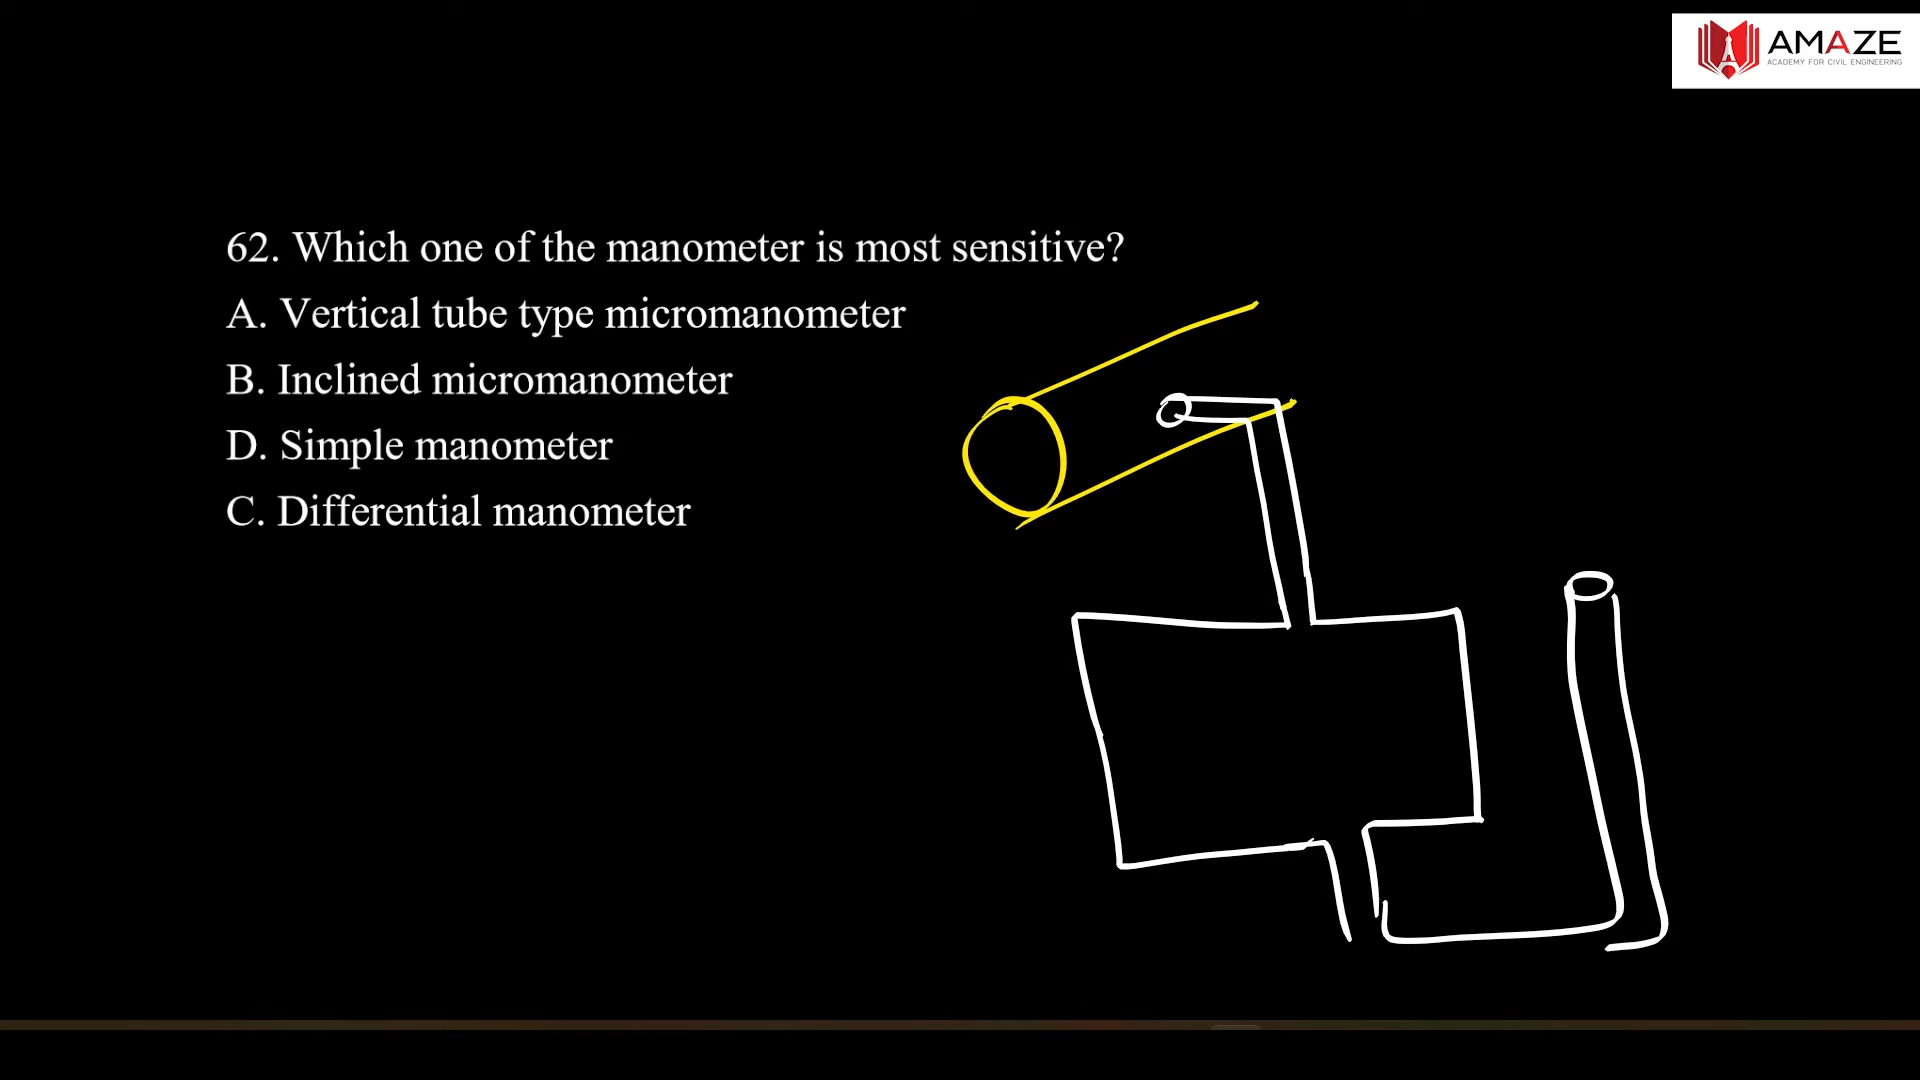 AMAZE
ACADEMY FOR CIVIL ENGINEERING
62. Which one of the manometer is most sensitive?
A. Vertical tube type micromanometer
B. Inclined micromanometer
D. Simple manometer
C. Differential manometer